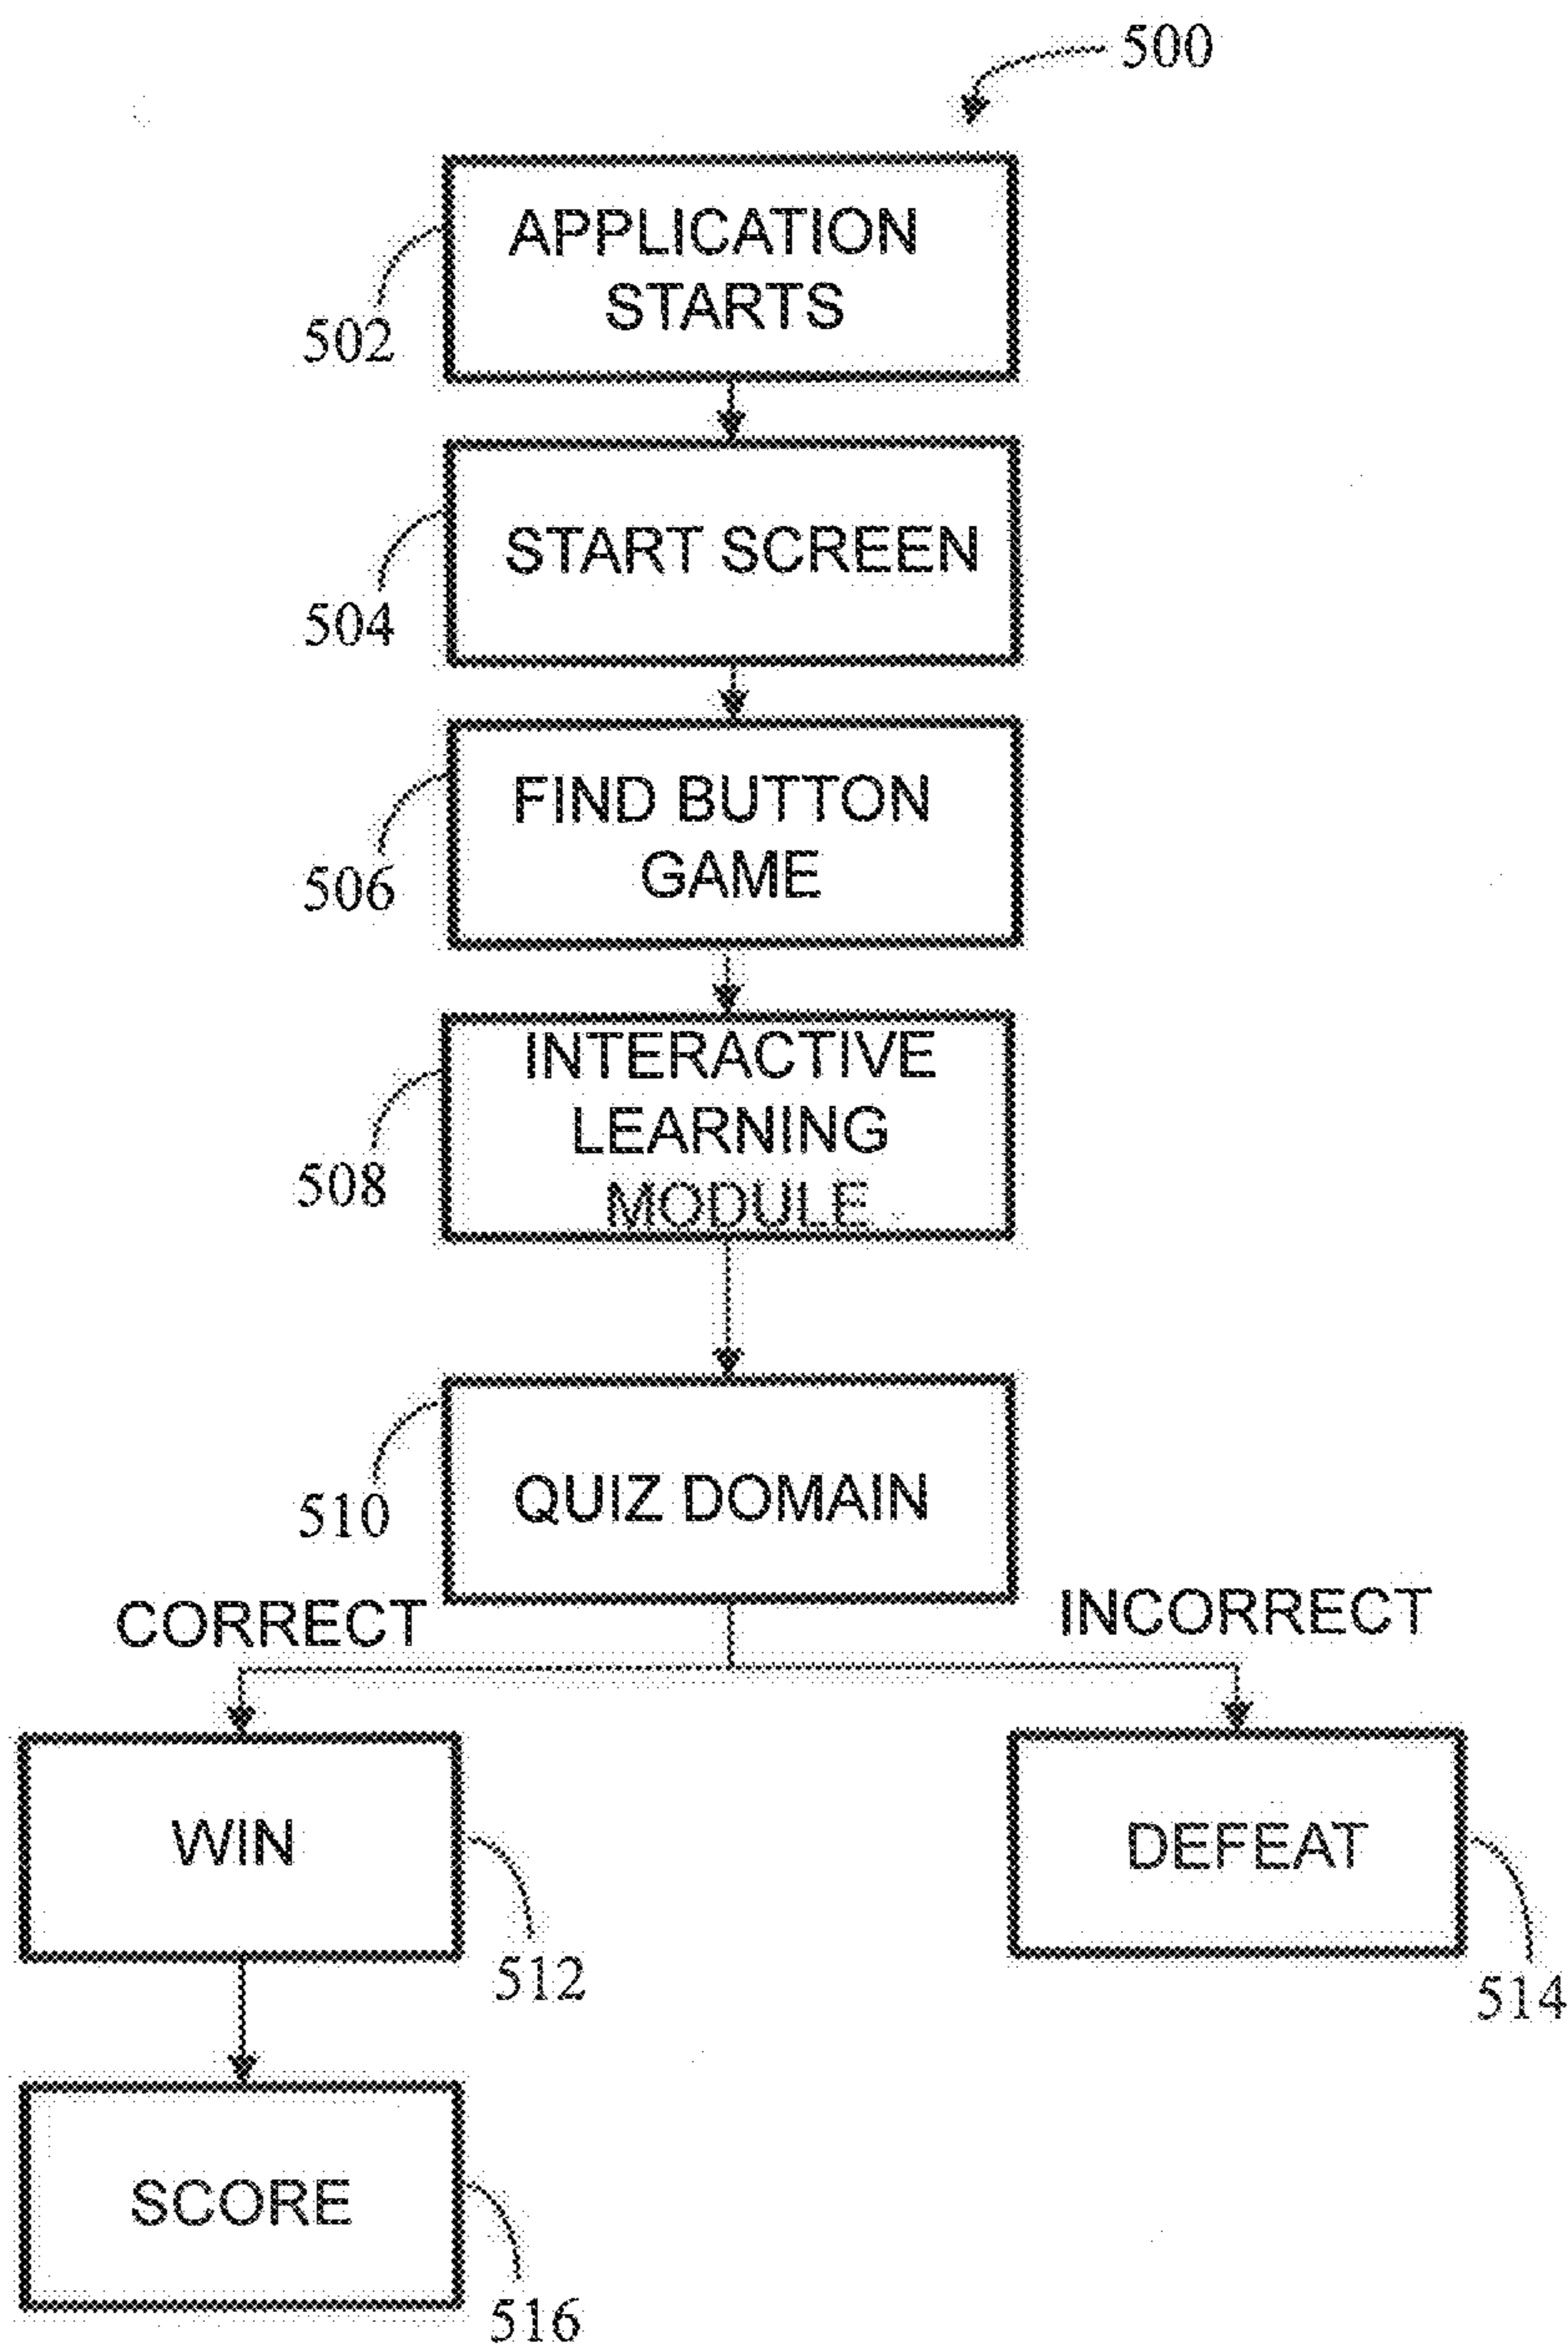 500
APPLICATION
STARTS
502
START SCREEN
504
FIND BUTTON
GAME
506
INTERACTIVE
LEARNING
MODULE
508
QUIZ DOMAIN
510
CORRECT
INCORRECT
WIN
512
DEFEAT
514
SCORE
516